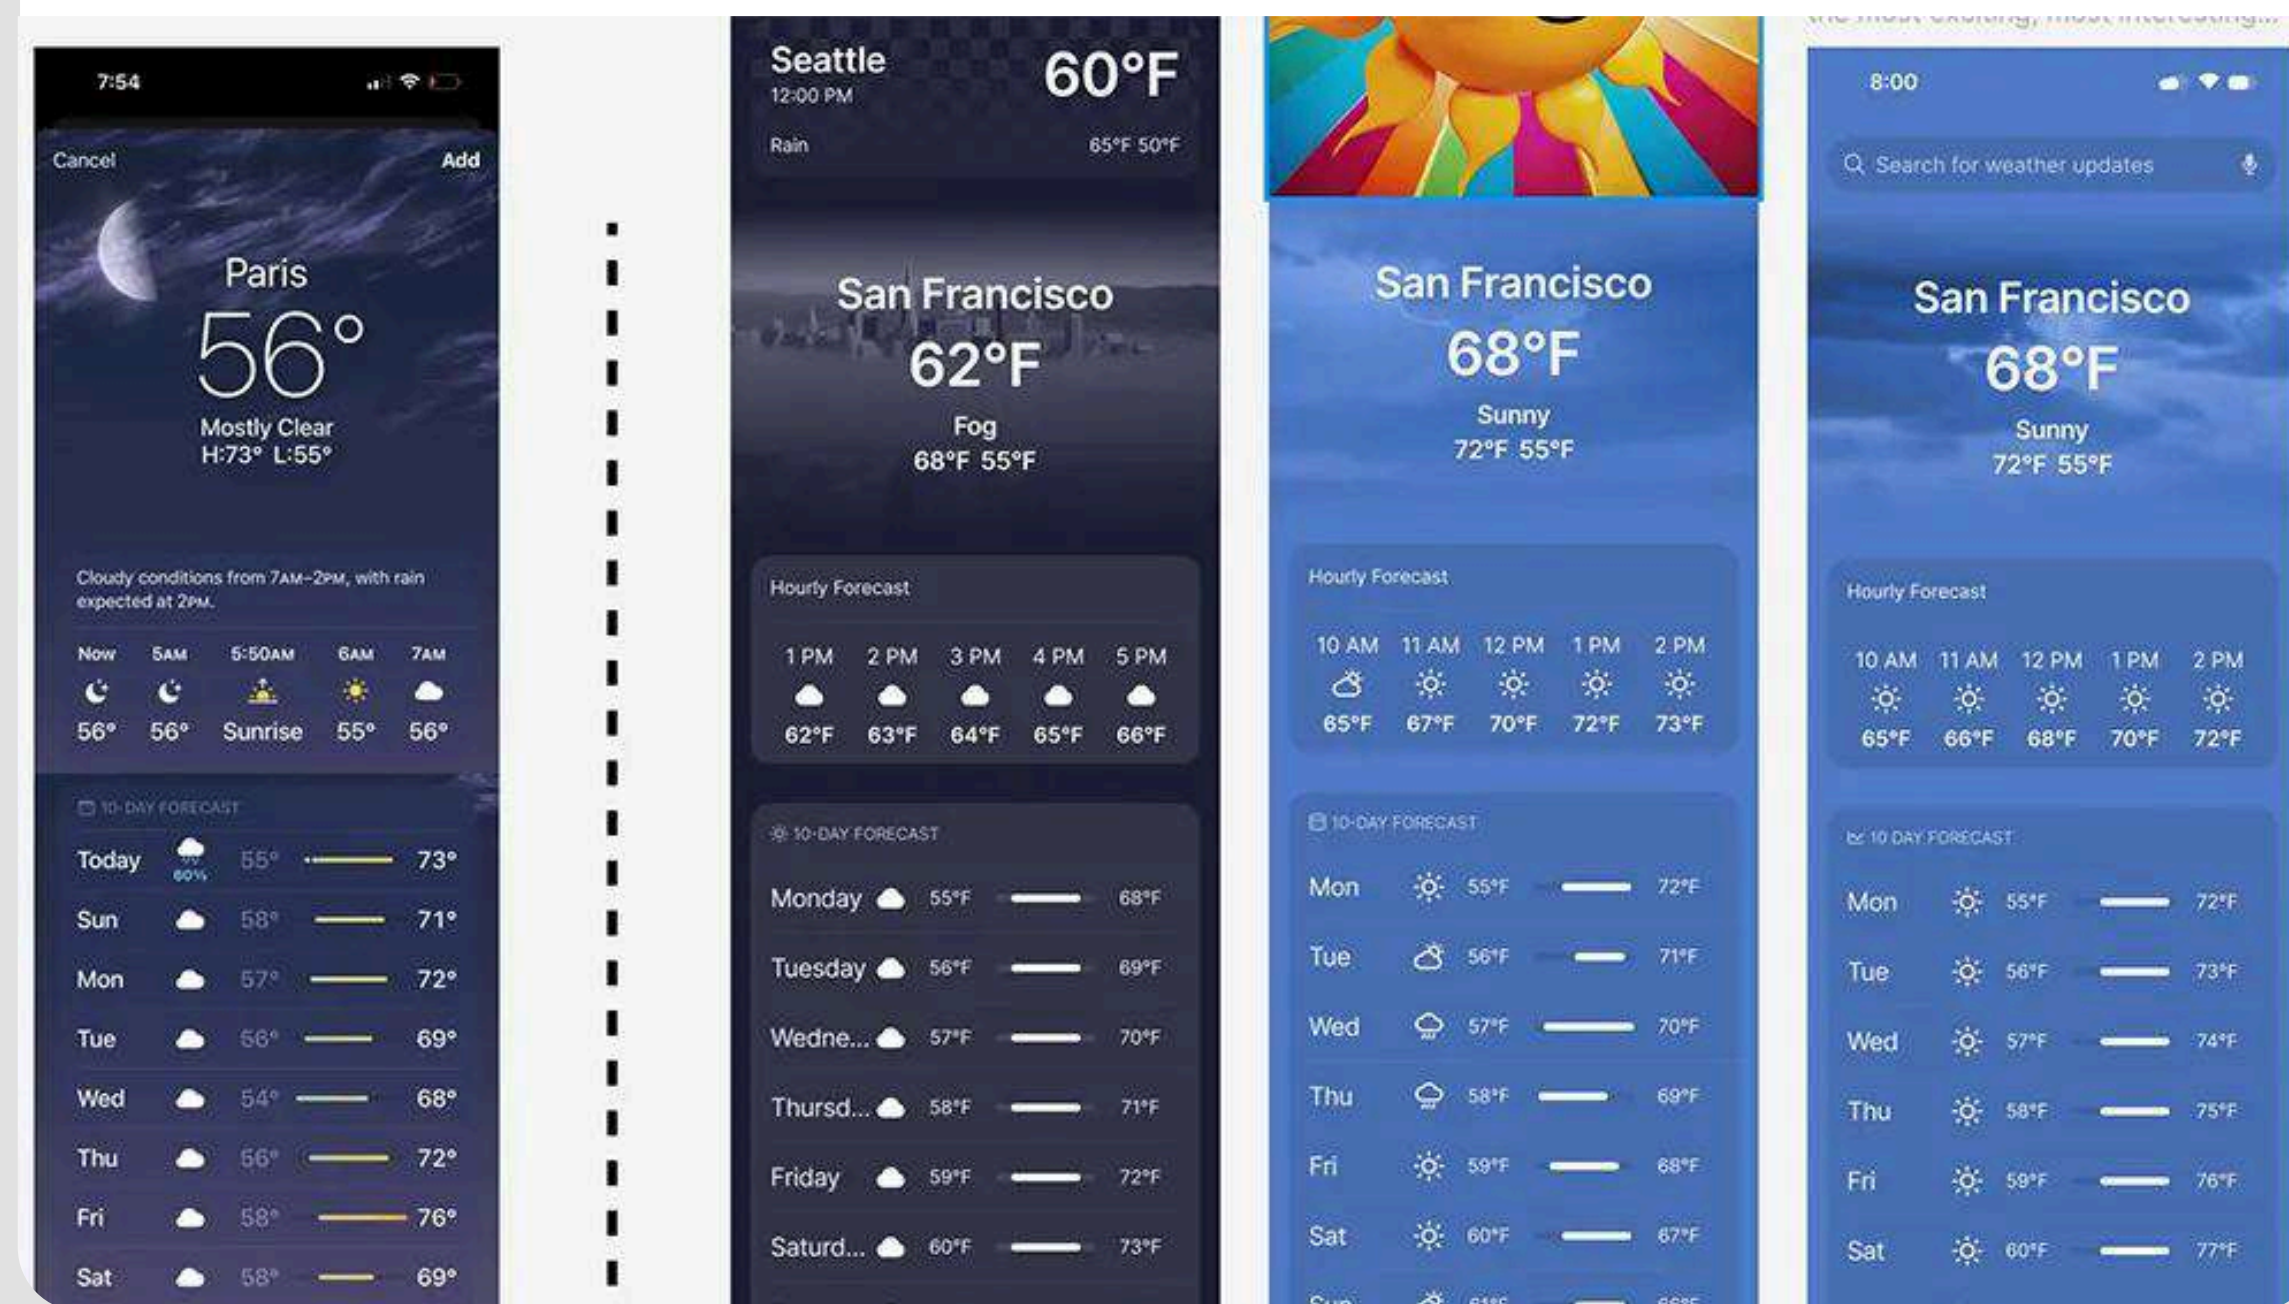 7:54
Cancel Add
Paris
56°
Mostly Clear
H:73° L:55°
Cloudy conditions from 7AM–2PM, with rain
expected at 2PM.
Now 5AM 5:50AM 6AM 7AM
56° 56° Sunrise 55° 56°
10-DAY FORECAST
Today 60% 55° 73°
Sun 58° 71°
Mon 57° 72°
Tue 56° 69°
Wed 54° 68°
Thu 56° 72°
Fri 58° 76°
Sat 58° 69°
Seattle 60°F
12:00 PM
Rain 65°F 50°F
San Francisco
62°F
Fog
68°F 55°F
Hourly Forecast
1 PM 2 PM 3 PM 4 PM 5 PM
62°F 63°F 64°F 65°F 66°F
10-DAY FORECAST
Monday 55°F 68°F
Tuesday 56°F 69°F
Wedne... 57°F 70°F
Thursd... 58°F 71°F
Friday 59°F 72°F
Saturd... 60°F 73°F
San Francisco
68°F
Sunny
72°F 55°F
Hourly Forecast
10 AM 11 AM 12 PM 1 PM 2 PM
65°F 67°F 70°F 72°F 73°F
10-DAY FORECAST
Mon 55°F 72°F
Tue 56°F 71°F
Wed 57°F 70°F
Thu 58°F 69°F
Fri 59°F 68°F
Sat 60°F 67°F
Sun 61°F 66°F
the most exciting, most interesting...
8:00
Search for weather updates
San Francisco
68°F
Sunny
72°F 55°F
Hourly Forecast
10 AM 11 AM 12 PM 1 PM 2 PM
65°F 66°F 68°F 70°F 72°F
10 DAY FORECAST
Mon 55°F 72°F
Tue 56°F 73°F
Wed 57°F 74°F
Thu 58°F 75°F
Fri 59°F 76°F
Sat 60°F 77°F